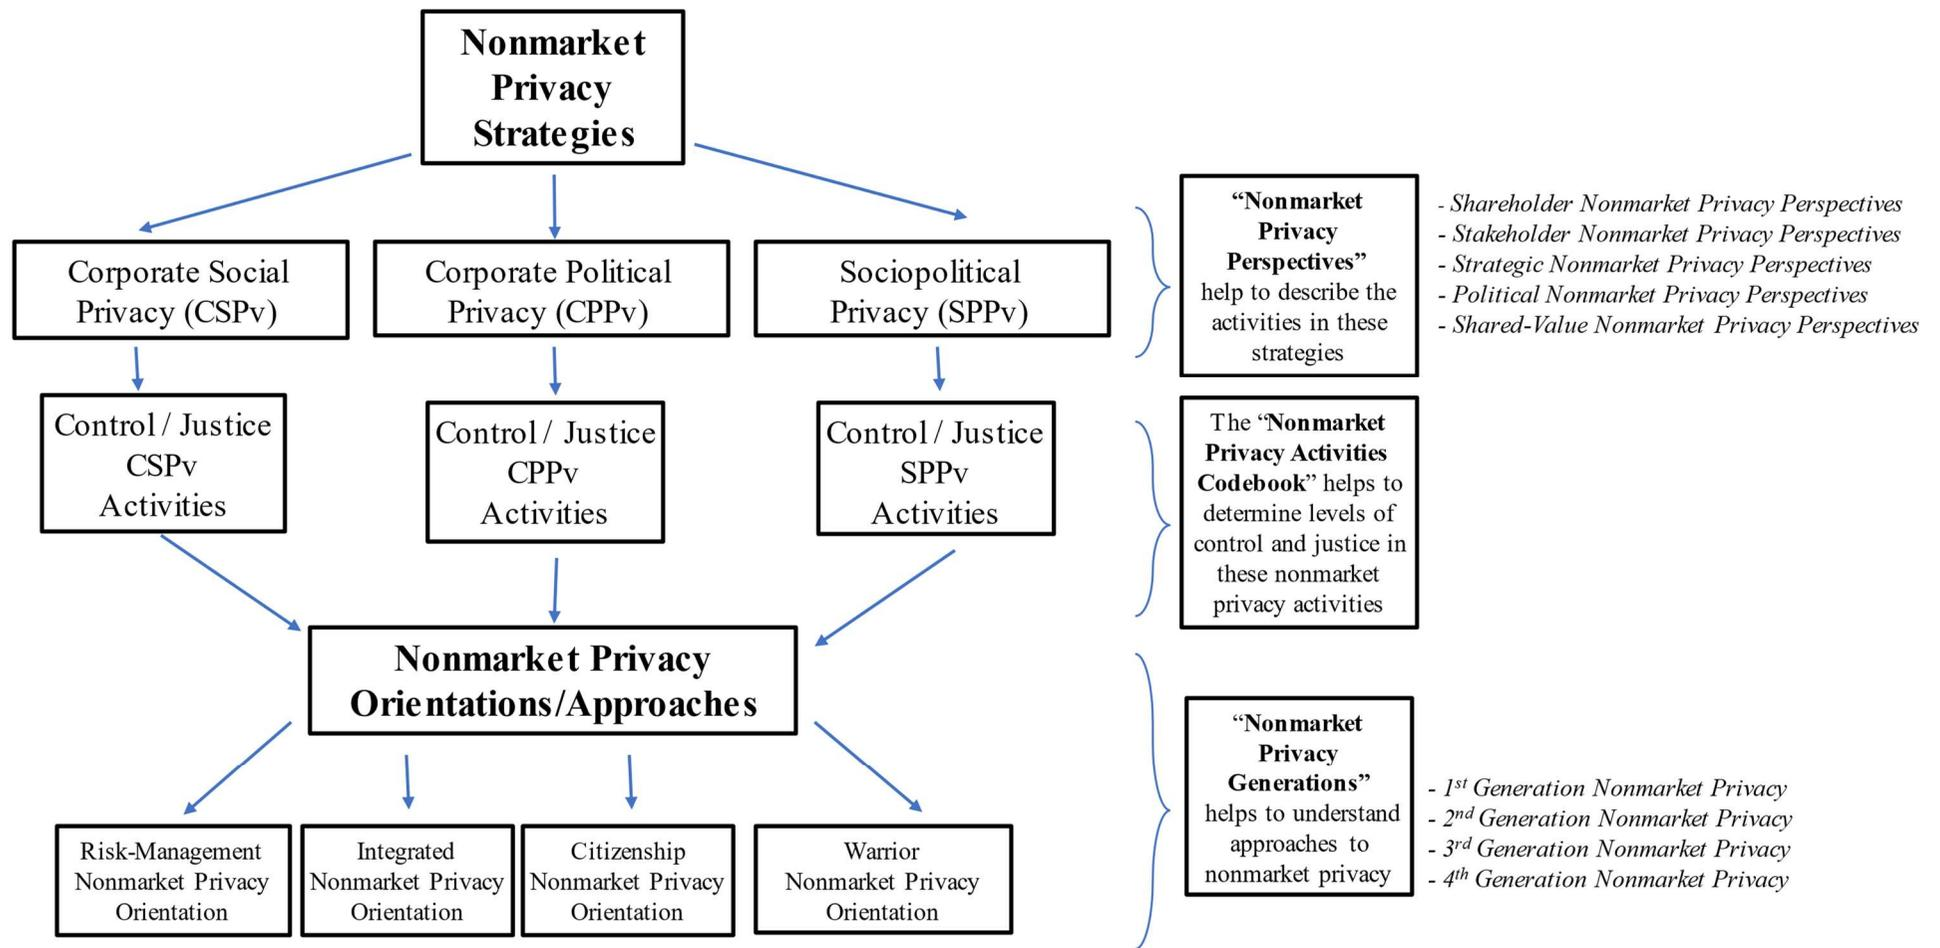 Nonmarket
Privacy
Strategies
Corporate Social
Privacy (CSPv)
Corporate Political
Privacy (CPPv)
Sociopolitical
Privacy (SPPv)
“Nonmarket
Privacy
Perspectives”
help to describe the
activities in these
strategies
- Shareholder Nonmarket Privacy Perspectives
- Stakeholder Nonmarket Privacy Perspectives
- Strategic Nonmarket Privacy Perspectives
- Political Nonmarket Privacy Perspectives
- Shared-Value Nonmarket Privacy Perspectives
Control / Justice
CSPv
Activities
Control / Justice
CPPv
Activities
Control / Justice
SPPv
Activities
The “Nonmarket
Privacy Activities
Codebook” helps to
determine levels of
control and justice in
these nonmarket
privacy activities
Nonmarket Privacy
Orientations/Approaches
“Nonmarket
Privacy
Generations”
helps to understand
approaches to
nonmarket privacy
- 1st Generation Nonmarket Privacy
- 2nd Generation Nonmarket Privacy
- 3rd Generation Nonmarket Privacy
- 4th Generation Nonmarket Privacy
Risk-Management
Nonmarket Privacy
Orientation
Integrated
Nonmarket Privacy
Orientation
Citizenship
Nonmarket Privacy
Orientation
Warrior
Nonmarket Privacy
Orientation